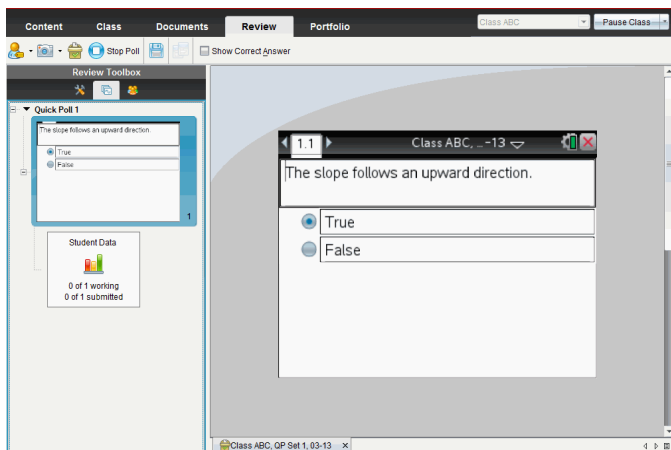 Content Class Documents Review Portfolio Class ABC Pause Class
Stop Poll Show Correct Answer
Review Toolbox
Quick Poll 1
The slope follows an upward direction.
True
False
1
Student Data
0 of 1 working
0 of 1 submitted
1.1 Class ABC, ...-13
The slope follows an upward direction.
True
False
Class ABC, QP Set 1, 03-13